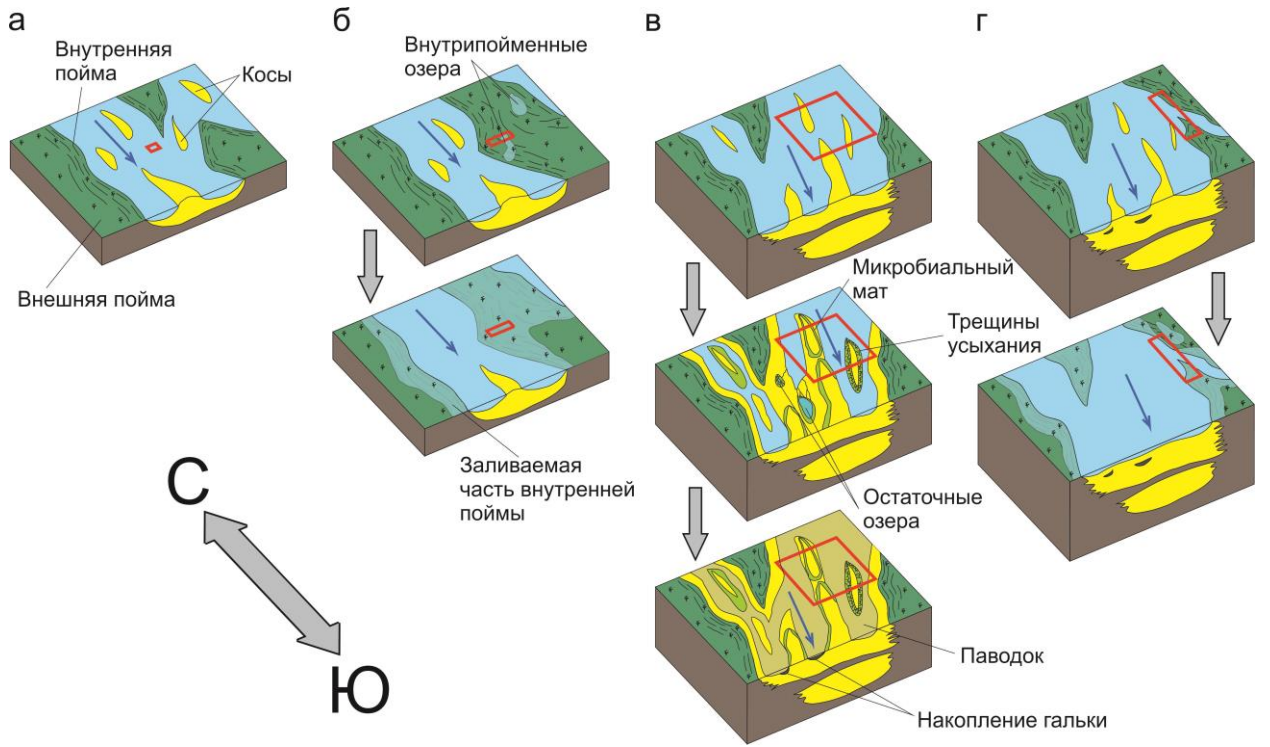 а
б
в
г
Внутренняя
пойма
Косы
Внешняя пойма
Внутрипойменные
озера
Заливаемая
часть внутренней
поймы
Микробиальный
мат
Трещины
усыхания
Остаточные
озера
Паводок
Накопление гальки
С
Ю